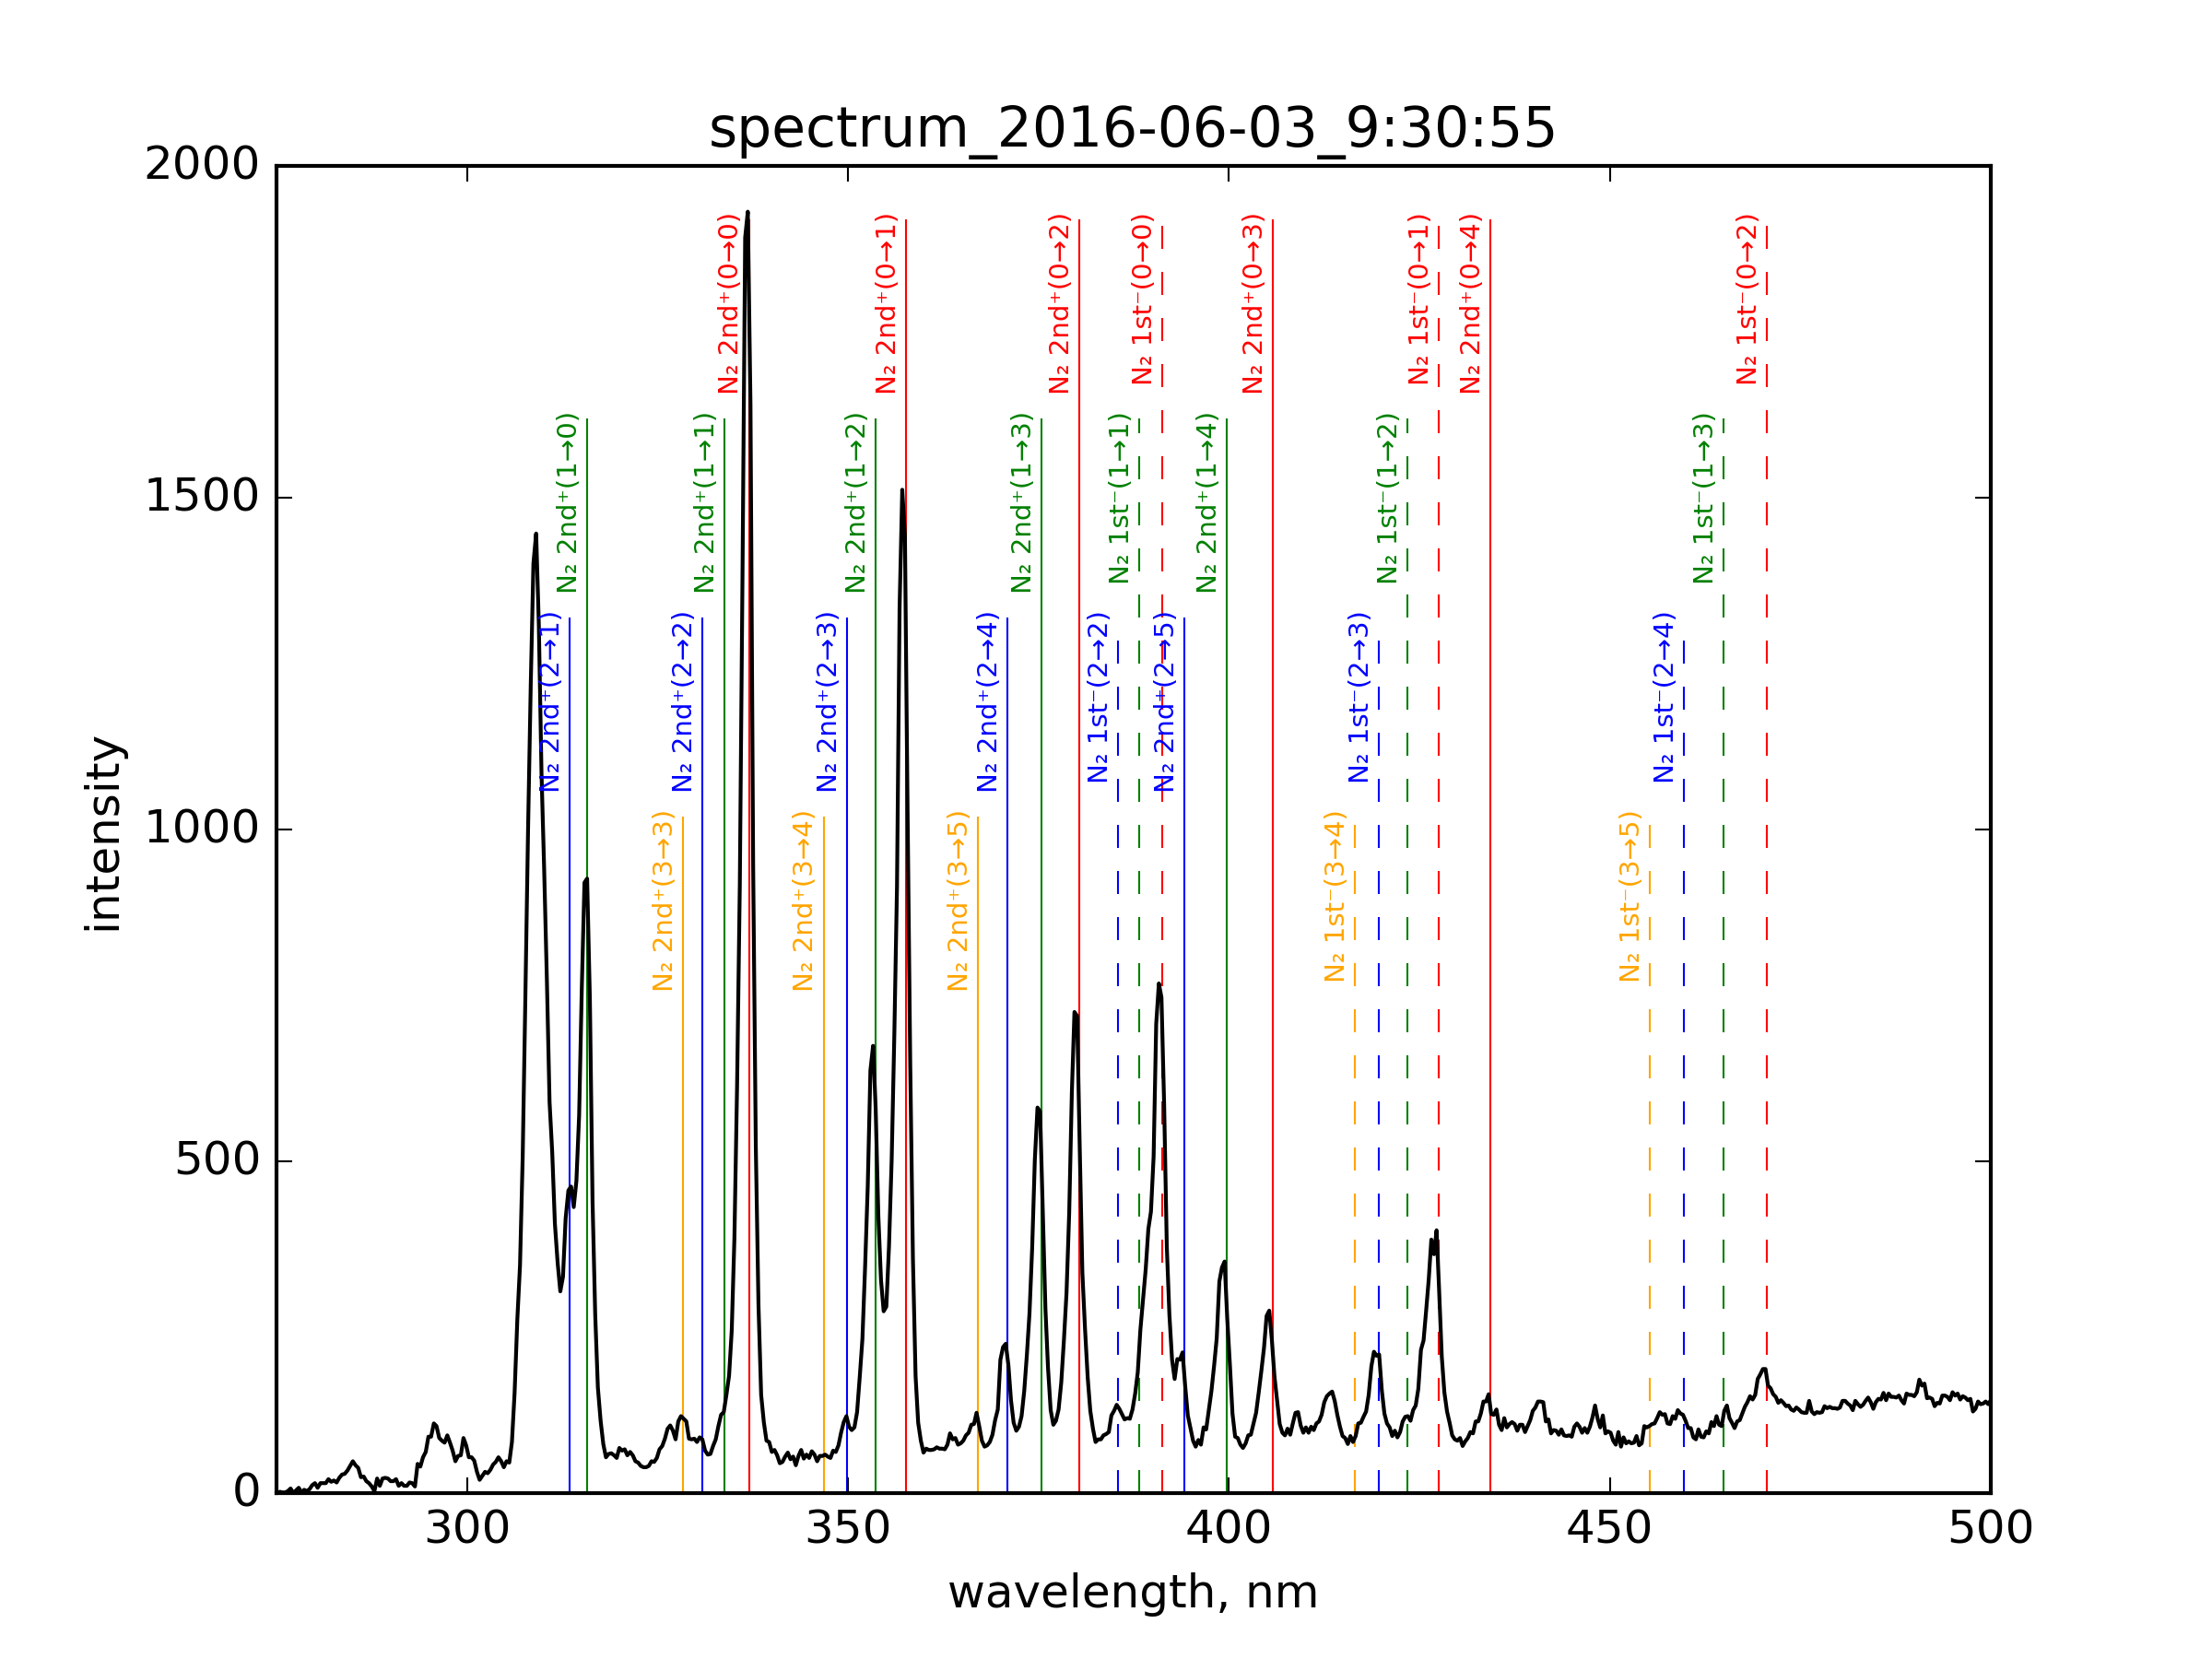 spectrum_2016-06-03_9:30:55
2000
1500
1000
500
0
intensity
N₂ 2nd⁺(0→0)
N₂ 2nd⁺(0→1)
N₂ 2nd⁺(0→2)
N₂ 1st⁻(0→0)
N₂ 2nd⁺(0→3)
N₂ 1st⁻(0→1)
N₂ 2nd⁺(0→4)
N₂ 1st⁻(0→2)
N₂ 2nd⁺(1→0)
N₂ 2nd⁺(1→1)
N₂ 2nd⁺(1→2)
N₂ 2nd⁺(1→3)
N₂ 1st⁻(1→1)
N₂ 2nd⁺(1→4)
N₂ 1st⁻(1→2)
N₂ 1st⁻(1→3)
N₂ 2nd⁺(2→1)
N₂ 2nd⁺(2→2)
N₂ 2nd⁺(2→3)
N₂ 2nd⁺(2→4)
N₂ 1st⁻(2→2)
N₂ 2nd⁺(2→5)
N₂ 1st⁻(2→3)
N₂ 1st⁻(2→4)
N₂ 2nd⁺(3→3)
N₂ 2nd⁺(3→4)
N₂ 2nd⁺(3→5)
N₂ 1st⁻(3→4)
N₂ 1st⁻(3→5)
300 350 400 450 500
wavelength, nm